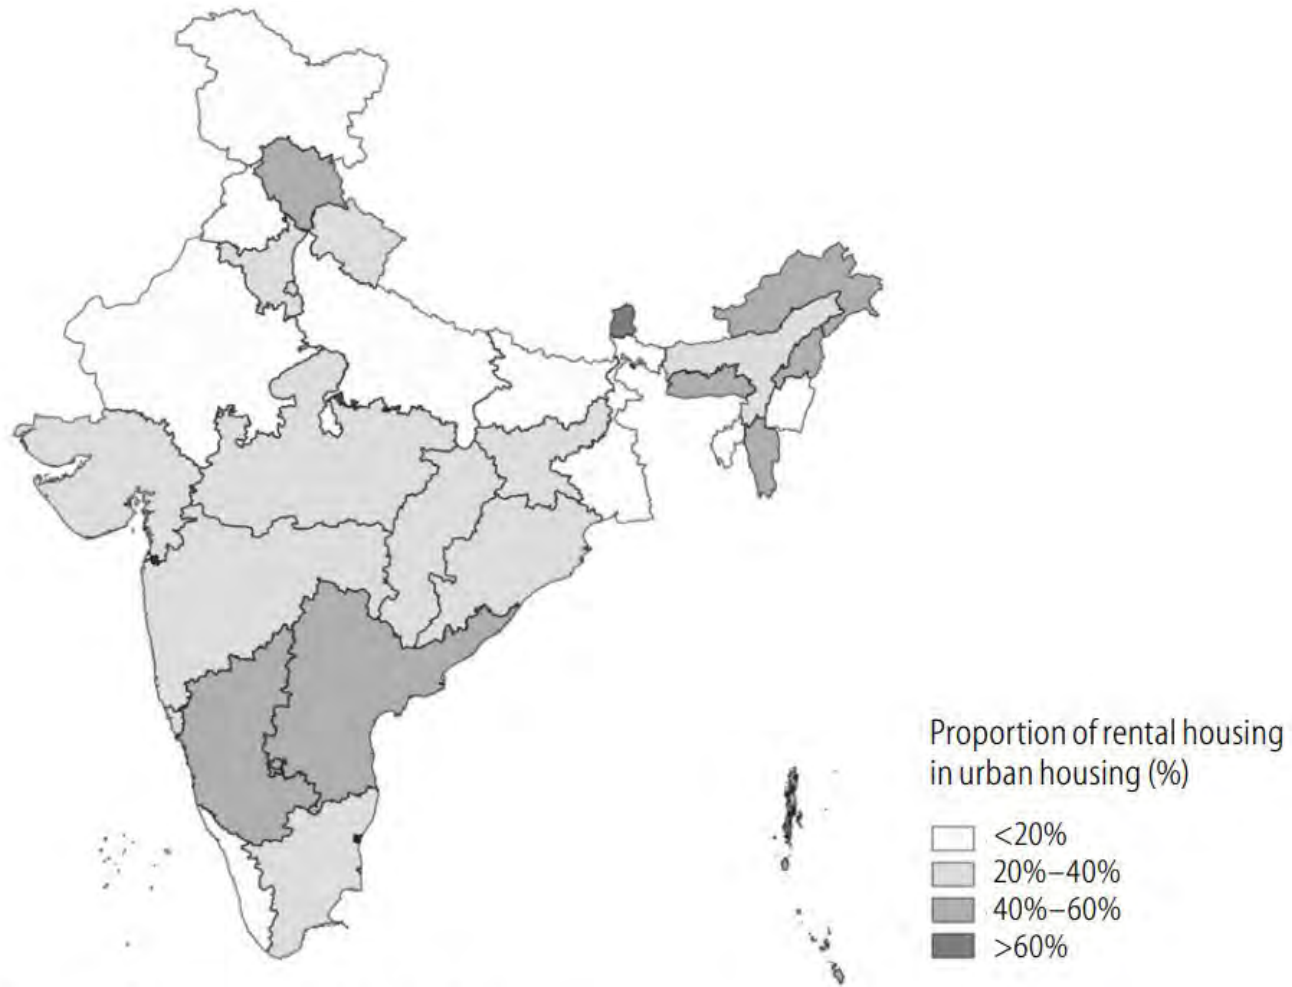 Proportion of rental housing
in urban housing (%)
<20%
20%–40%
40%–60%
>60%